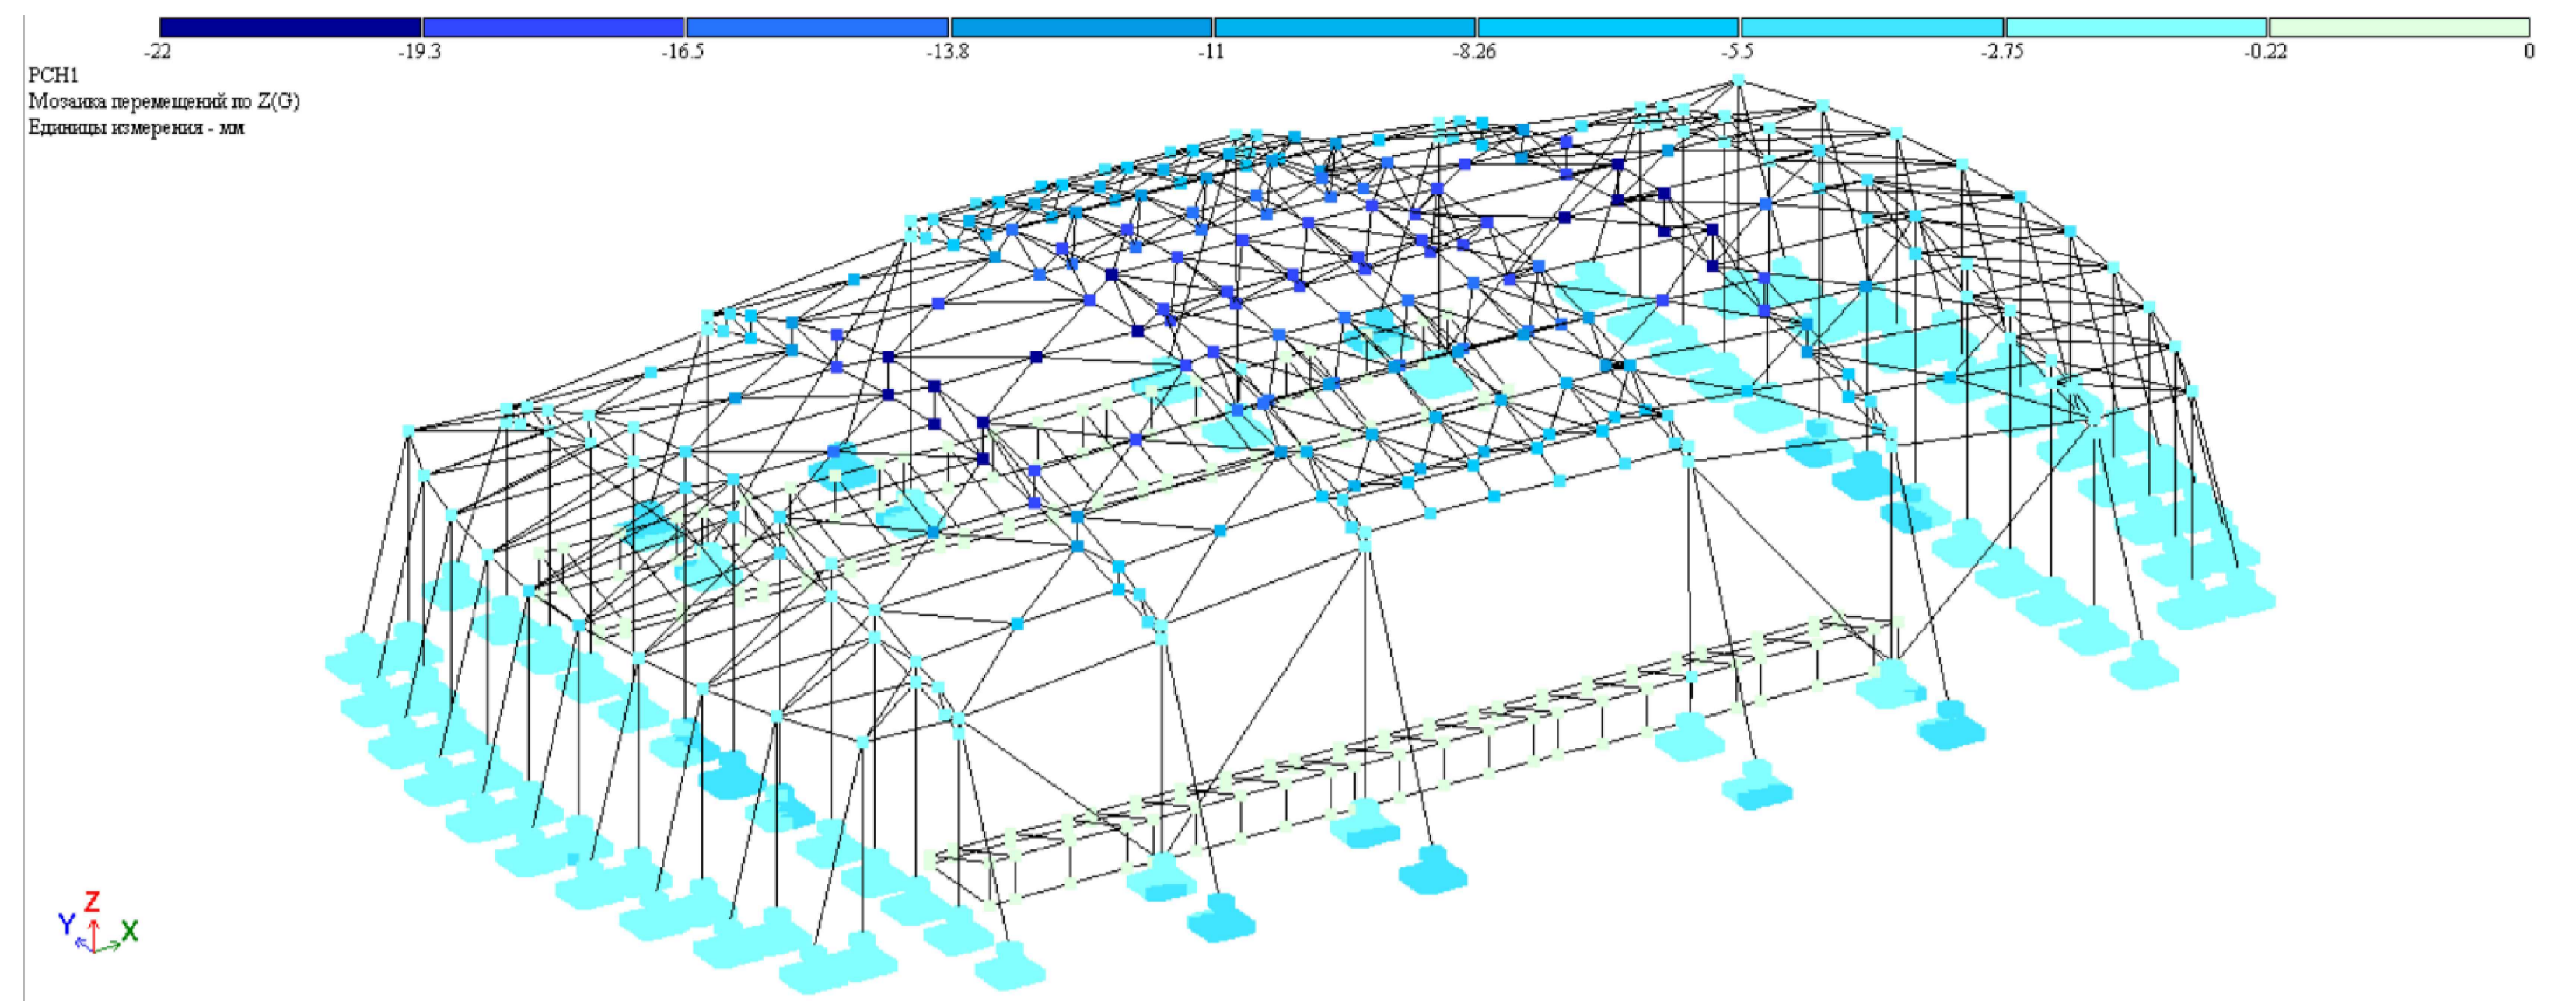 -22 -19.3 -16.5 -13.8 -11 -8.26 -5.5 -2.75 -0.22 0
РСН1
Мозаика перемещений по Z(G)
Единицы измерения - мм
Z
Y X